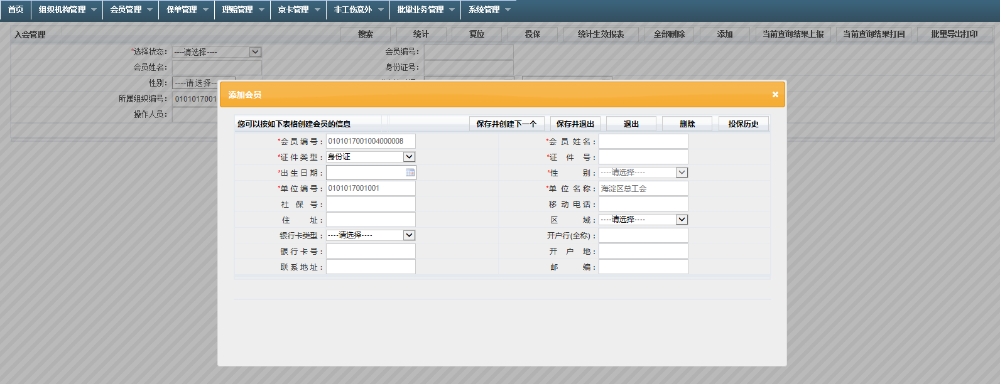 首页 组织机构管理 会员管理 保单管理 理赔管理 京卡管理 非工伤意外 批量业务管理 系统管理
入会管理 搜索 统计 复位 投保 统计生效报表 全部删除 添加 当前查询结果上报 当前查询结果打回 批量导出打印
*选择状态: ----请选择---- 会员编号:
会员姓名: 身份证号:
性别: ----请选择--
所属组织编号: 0101017001
操作人员:
添加会员
您可以按如下表格创建会员的信息 保存并创建下一个 保存并退出 退出 删除 投保历史
*会员编号: 0101017001004000008 *会员姓名:
*证件类型: 身份证 *证件号:
*出生日期: *性别: ----请选择----
*单位编号: 0101017001001 *单位名称: 海淀区总工会
社保号: 移动电话:
住址: 区域: ----请选择----
银行卡类型: ----请选择---- 开户行(全称):
银行卡号: 开户地:
联系地址: 邮编: